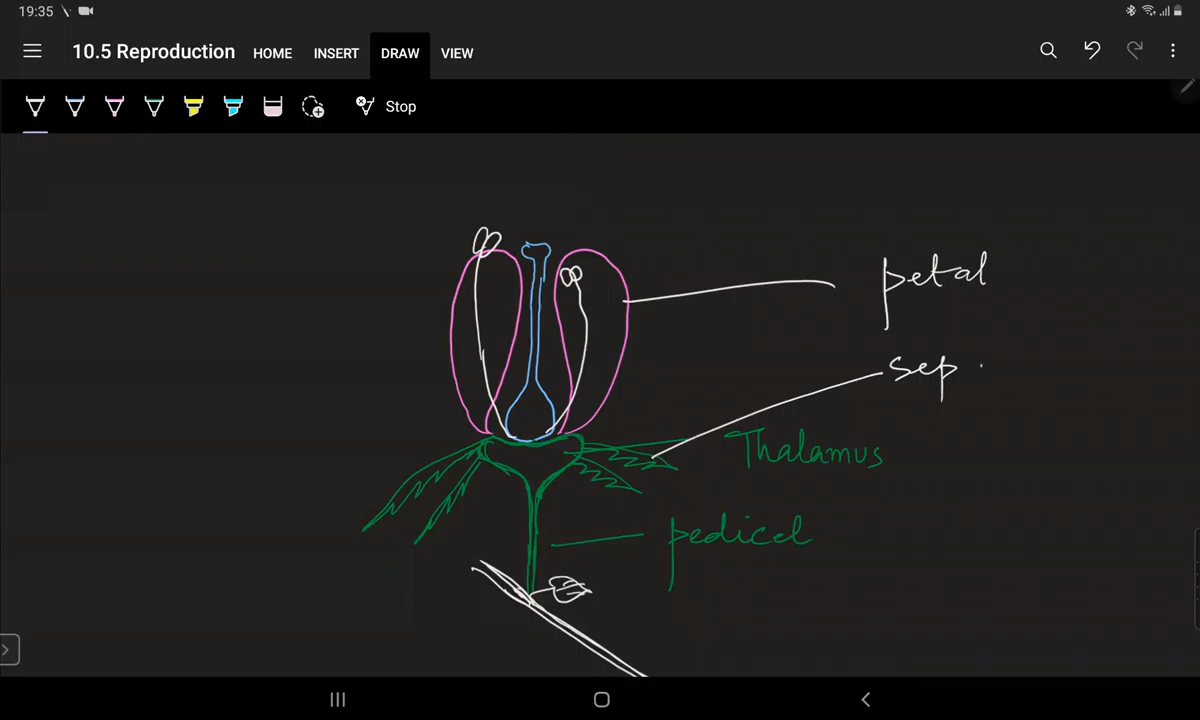 19:35
10.5 Reproduction HOME INSERT DRAW VIEW
Stop
petal
sep
Thalamus
pedicel